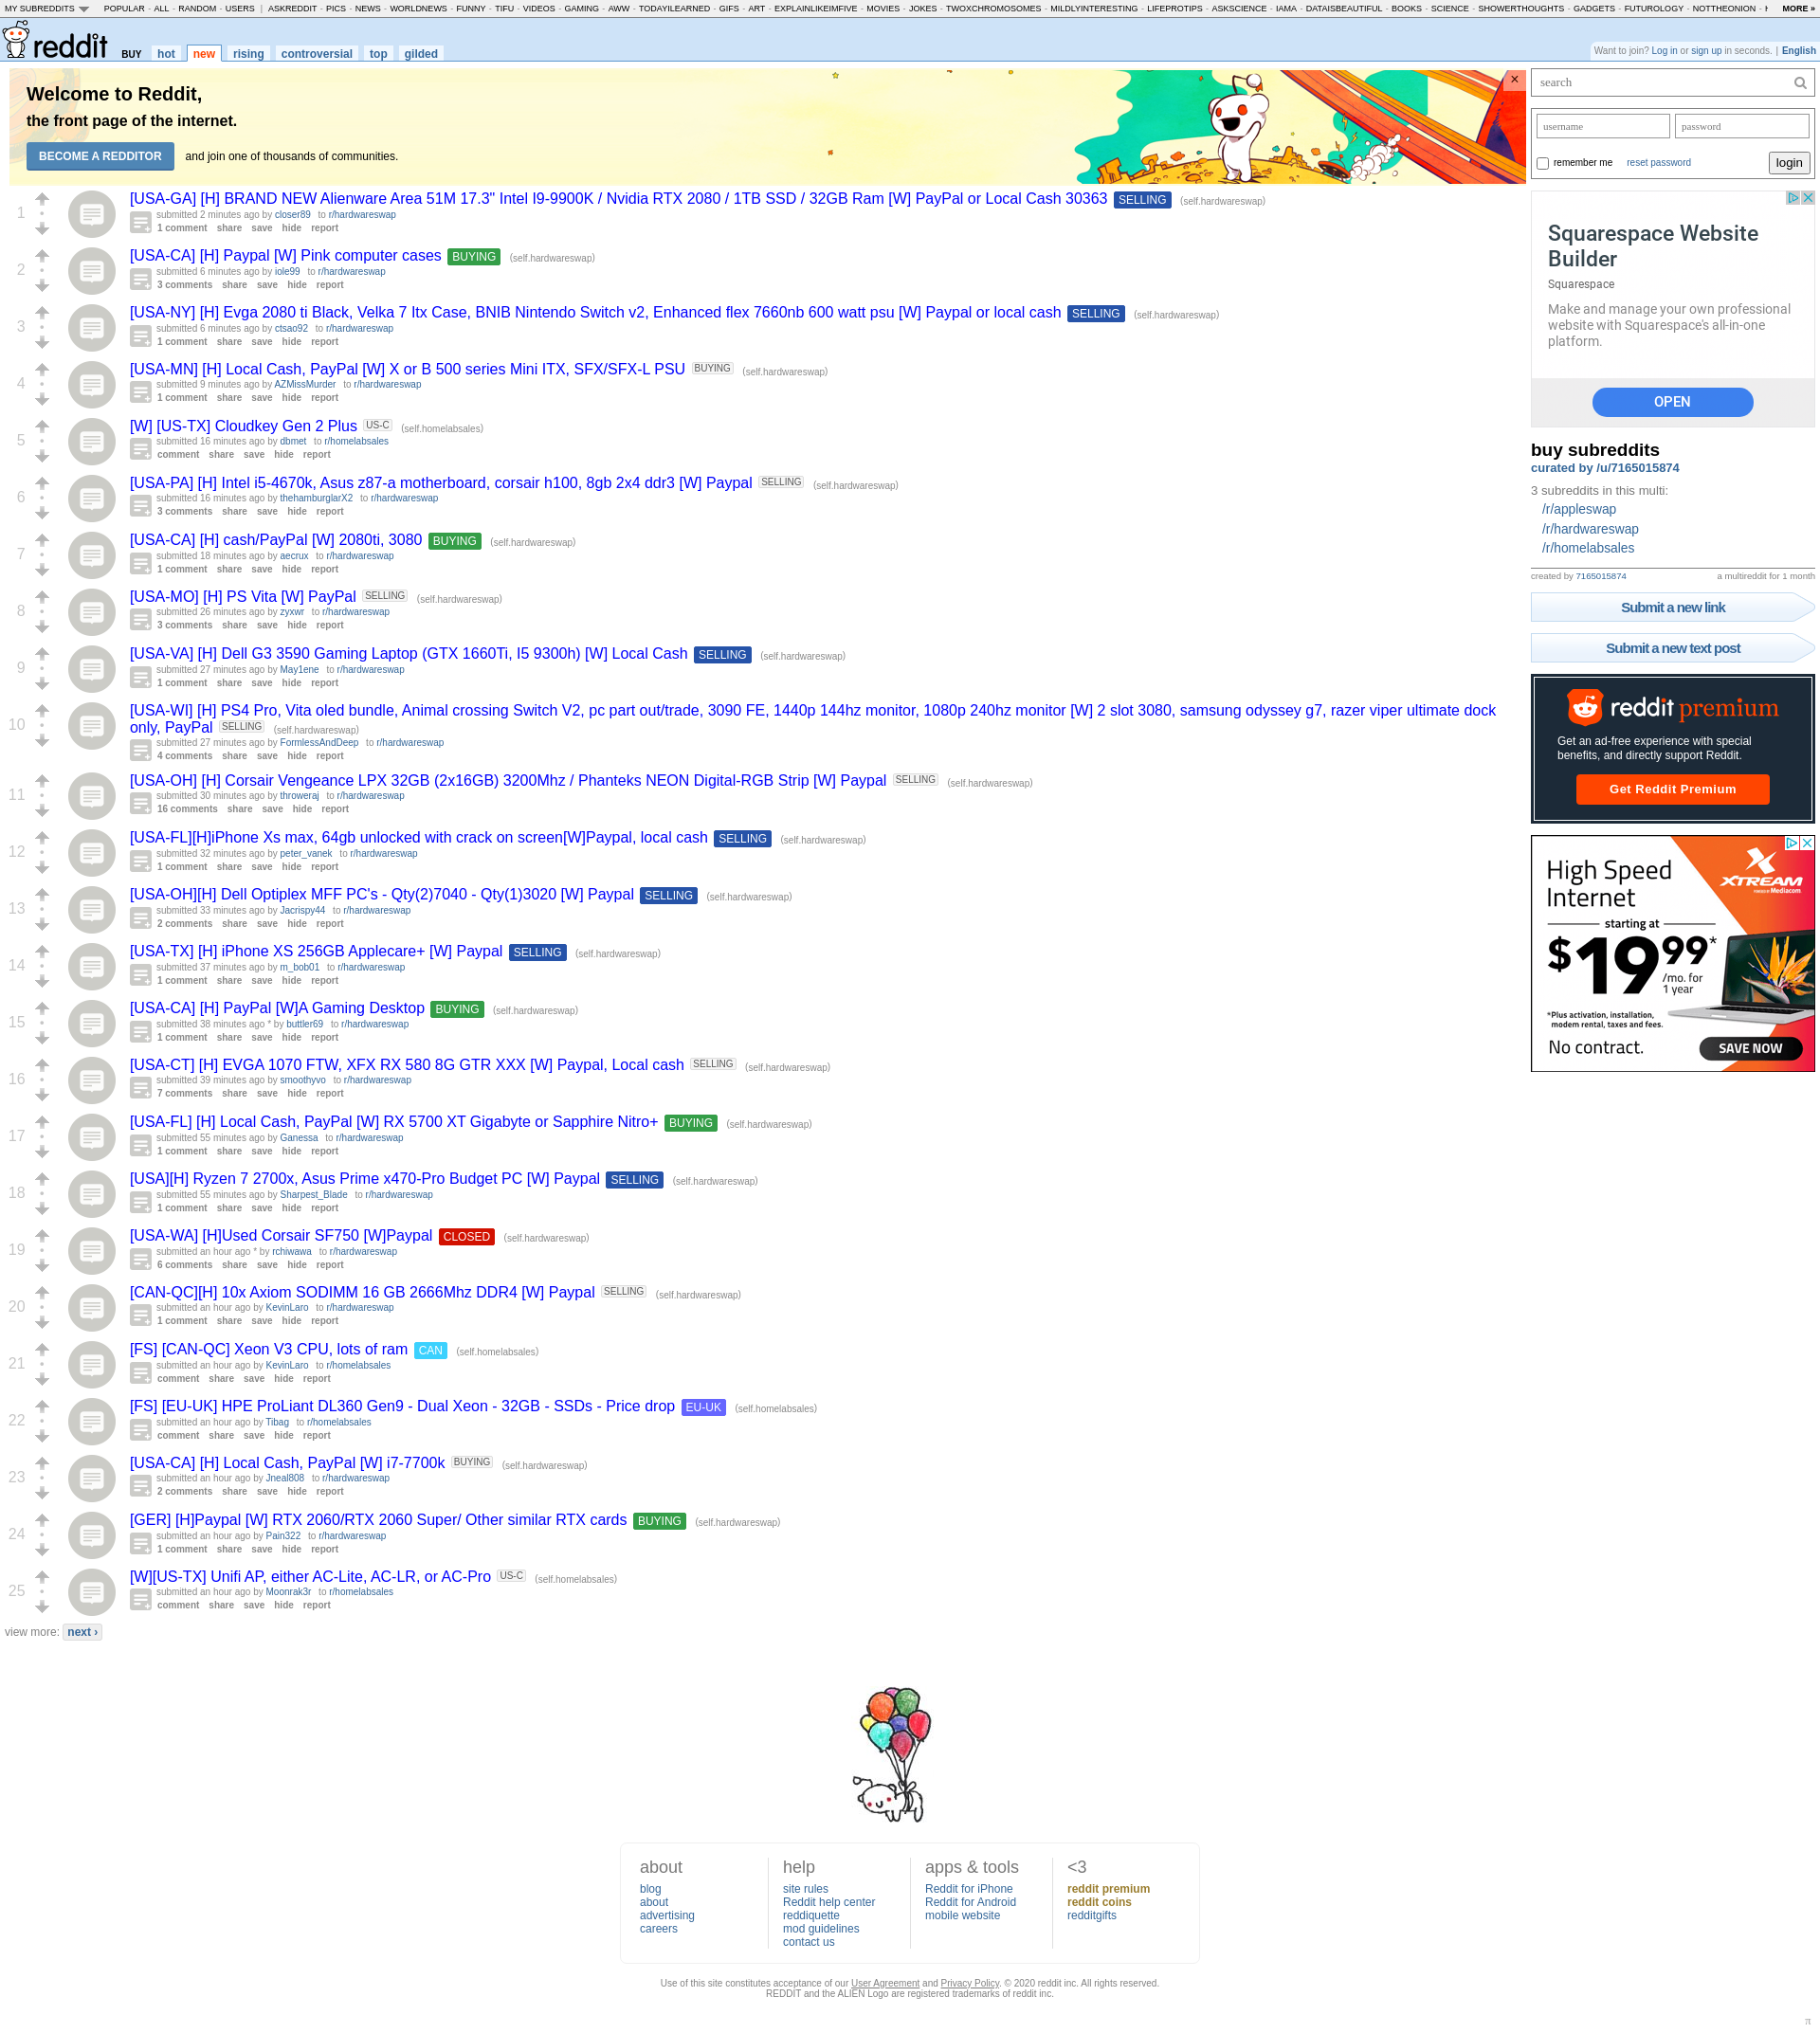 MY SUBREDDITS POPULAR - ALL - RANDOM - USERS | ASKREDDIT - PICS - NEWS - WORLDNEWS - FUNNY - TIFU - VIDEOS - GAMING - AWW - TODAYILEARNED - GIFS - ART - EXPLAINLIKEIMFIVE - MOVIES - JOKES - TWOXCHROMOSOMES - MILDLYINTERESTING - LIFEPROTIPS - ASKSCIENCE - IAMA - DATAISBEAUTIFUL - BOOKS - SCIENCE - SHOWERTHOUGHTS - GADGETS - FUTUROLOGY - NOTTHEONION - MORE »
reddit BUY hot new rising controversial top gilded
Want to join? Log in or sign up in seconds. | English
Welcome to Reddit,
the front page of the internet.
BECOME A REDDITOR and join one of thousands of communities.
×
1
[USA-GA] [H] BRAND NEW Alienware Area 51M 17.3" Intel I9-9900K / Nvidia RTX 2080 / 1TB SSD / 32GB Ram [W] PayPal or Local Cash 30363 SELLING (self.hardwareswap)
submitted 2 minutes ago by closer89 to r/hardwareswap
1 comment share save hide report
2
[USA-CA] [H] Paypal [W] Pink computer cases BUYING (self.hardwareswap)
submitted 6 minutes ago by iole99 to r/hardwareswap
3 comments share save hide report
3
[USA-NY] [H] Evga 2080 ti Black, Velka 7 Itx Case, BNIB Nintendo Switch v2, Enhanced flex 7660nb 600 watt psu [W] Paypal or local cash SELLING (self.hardwareswap)
submitted 6 minutes ago by ctsao92 to r/hardwareswap
1 comment share save hide report
4
[USA-MN] [H] Local Cash, PayPal [W] X or B 500 series Mini ITX, SFX/SFX-L PSU BUYING (self.hardwareswap)
submitted 9 minutes ago by AZMissMurder to r/hardwareswap
1 comment share save hide report
5
[W] [US-TX] Cloudkey Gen 2 Plus US-C (self.homelabsales)
submitted 16 minutes ago by dbmet to r/homelabsales
comment share save hide report
6
[USA-PA] [H] Intel i5-4670k, Asus z87-a motherboard, corsair h100, 8gb 2x4 ddr3 [W] Paypal SELLING (self.hardwareswap)
submitted 16 minutes ago by thehamburglarX2 to r/hardwareswap
3 comments share save hide report
7
[USA-CA] [H] cash/PayPal [W] 2080ti, 3080 BUYING (self.hardwareswap)
submitted 18 minutes ago by aecrux to r/hardwareswap
1 comment share save hide report
8
[USA-MO] [H] PS Vita [W] PayPal SELLING (self.hardwareswap)
submitted 26 minutes ago by zyxwr to r/hardwareswap
3 comments share save hide report
9
[USA-VA] [H] Dell G3 3590 Gaming Laptop (GTX 1660Ti, I5 9300h) [W] Local Cash SELLING (self.hardwareswap)
submitted 27 minutes ago by May1ene to r/hardwareswap
1 comment share save hide report
10
[USA-WI] [H] PS4 Pro, Vita oled bundle, Animal crossing Switch V2, pc part out/trade, 3090 FE, 1440p 144hz monitor, 1080p 240hz monitor [W] 2 slot 3080, samsung odyssey g7, razer viper ultimate dock
only, PayPal SELLING (self.hardwareswap)
submitted 27 minutes ago by FormlessAndDeep to r/hardwareswap
4 comments share save hide report
11
[USA-OH] [H] Corsair Vengeance LPX 32GB (2x16GB) 3200Mhz / Phanteks NEON Digital-RGB Strip [W] Paypal SELLING (self.hardwareswap)
submitted 30 minutes ago by throweraj to r/hardwareswap
16 comments share save hide report
12
[USA-FL][H]iPhone Xs max, 64gb unlocked with crack on screen[W]Paypal, local cash SELLING (self.hardwareswap)
submitted 32 minutes ago by peter_vanek to r/hardwareswap
1 comment share save hide report
13
[USA-OH][H] Dell Optiplex MFF PC's - Qty(2)7040 - Qty(1)3020 [W] Paypal SELLING (self.hardwareswap)
submitted 33 minutes ago by Jacrispy44 to r/hardwareswap
2 comments share save hide report
14
[USA-TX] [H] iPhone XS 256GB Applecare+ [W] Paypal SELLING (self.hardwareswap)
submitted 37 minutes ago by m_bob01 to r/hardwareswap
1 comment share save hide report
15
[USA-CA] [H] PayPal [W]A Gaming Desktop BUYING (self.hardwareswap)
submitted 38 minutes ago * by buttler69 to r/hardwareswap
1 comment share save hide report
16
[USA-CT] [H] EVGA 1070 FTW, XFX RX 580 8G GTR XXX [W] Paypal, Local cash SELLING (self.hardwareswap)
submitted 39 minutes ago by smoothyvo to r/hardwareswap
7 comments share save hide report
17
[USA-FL] [H] Local Cash, PayPal [W] RX 5700 XT Gigabyte or Sapphire Nitro+ BUYING (self.hardwareswap)
submitted 55 minutes ago by Ganessa to r/hardwareswap
1 comment share save hide report
18
[USA][H] Ryzen 7 2700x, Asus Prime x470-Pro Budget PC [W] Paypal SELLING (self.hardwareswap)
submitted 55 minutes ago by Sharpest_Blade to r/hardwareswap
1 comment share save hide report
19
[USA-WA] [H]Used Corsair SF750 [W]Paypal CLOSED (self.hardwareswap)
submitted an hour ago * by rchiwawa to r/hardwareswap
6 comments share save hide report
20
[CAN-QC][H] 10x Axiom SODIMM 16 GB 2666Mhz DDR4 [W] Paypal SELLING (self.hardwareswap)
submitted an hour ago by KevinLaro to r/hardwareswap
1 comment share save hide report
21
[FS] [CAN-QC] Xeon V3 CPU, lots of ram CAN (self.homelabsales)
submitted an hour ago by KevinLaro to r/homelabsales
comment share save hide report
22
[FS] [EU-UK] HPE ProLiant DL360 Gen9 - Dual Xeon - 32GB - SSDs - Price drop EU-UK (self.homelabsales)
submitted an hour ago by Tibag to r/homelabsales
comment share save hide report
23
[USA-CA] [H] Local Cash, PayPal [W] i7-7700k BUYING (self.hardwareswap)
submitted an hour ago by Jneal808 to r/hardwareswap
2 comments share save hide report
24
[GER] [H]Paypal [W] RTX 2060/RTX 2060 Super/ Other similar RTX cards BUYING (self.hardwareswap)
submitted an hour ago by Pain322 to r/hardwareswap
1 comment share save hide report
25
[W][US-TX] Unifi AP, either AC-Lite, AC-LR, or AC-Pro US-C (self.homelabsales)
submitted an hour ago by Moonrak3r to r/homelabsales
comment share save hide report
view more: next ›
search
username password
remember me reset password login
Squarespace Website
Builder
Squarespace
Make and manage your own professional
website with Squarespace's all-in-one
platform.
OPEN
buy subreddits
curated by /u/7165015874
3 subreddits in this multi:
/r/appleswap
/r/hardwareswap
/r/homelabsales
created by 7165015874 a multireddit for 1 month
Submit a new link
Submit a new text post
reddit premium
Get an ad-free experience with special
benefits, and directly support Reddit.
Get Reddit Premium
High Speed
Internet
XTREAM
Mediacom
starting at
$1999*
/mo. for
1 year
*Plus activation, installation,
modem rental, taxes and fees.
No contract. SAVE NOW
about
blog
about
advertising
careers
help
site rules
Reddit help center
reddiquette
mod guidelines
contact us
apps & tools
Reddit for iPhone
Reddit for Android
mobile website
<3
reddit premium
reddit coins
redditgifts
Use of this site constitutes acceptance of our User Agreement and Privacy Policy. © 2020 reddit inc. All rights reserved.
REDDIT and the ALIEN Logo are registered trademarks of reddit inc.
π